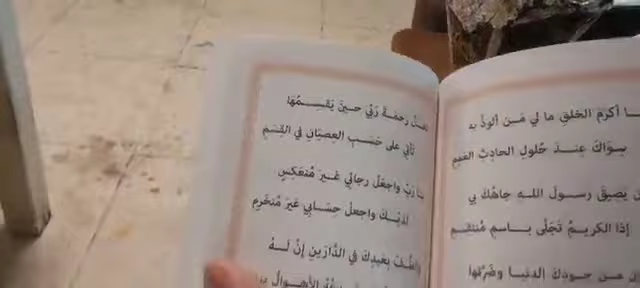 أكرم الخلق ما لي من ألوذ به
سواك عند حلول الحادث العمم
يضيق رسول الله جاهك بي
إذا الكريم تجلى باسم منتقم
من جودك الدنيا وضرتها
رحمة ربي حين يقسمها
تأتي على حسب العصيان في القسم
رب واجعل رجائي غير منعكس
لديك واجعل حسابي غير منخرم
بعبدك في الدارين إن له
الأهوال